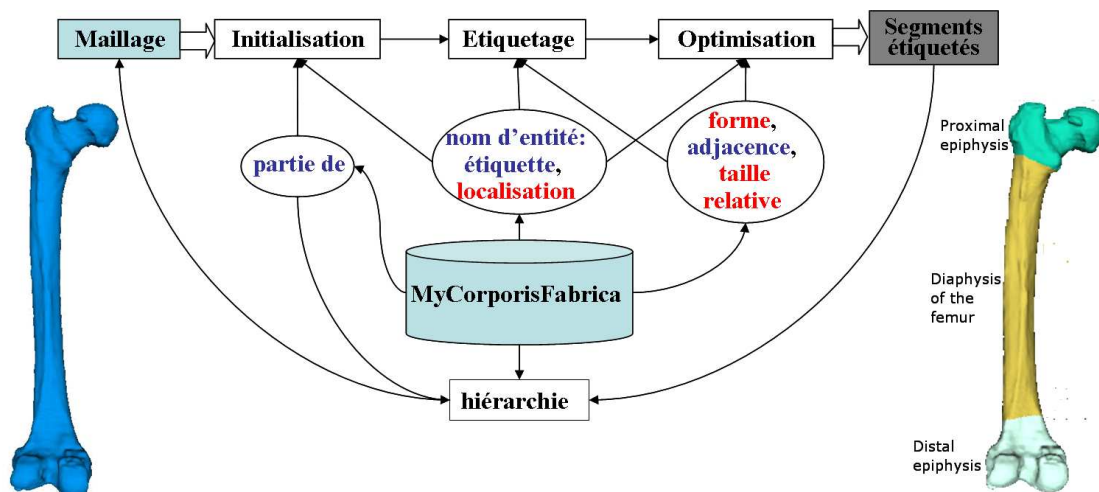 Maillage
Initialisation
Etiquetage
Optimisation
Segments
étiquetés
partie de
nom d'entité:
étiquette,
localisation
forme,
adjacence,
taille
relative
MyCorporisFabrica
hiérarchie
Proximal
epiphysis
Diaphysis
of the
femur
Distal
epiphysis